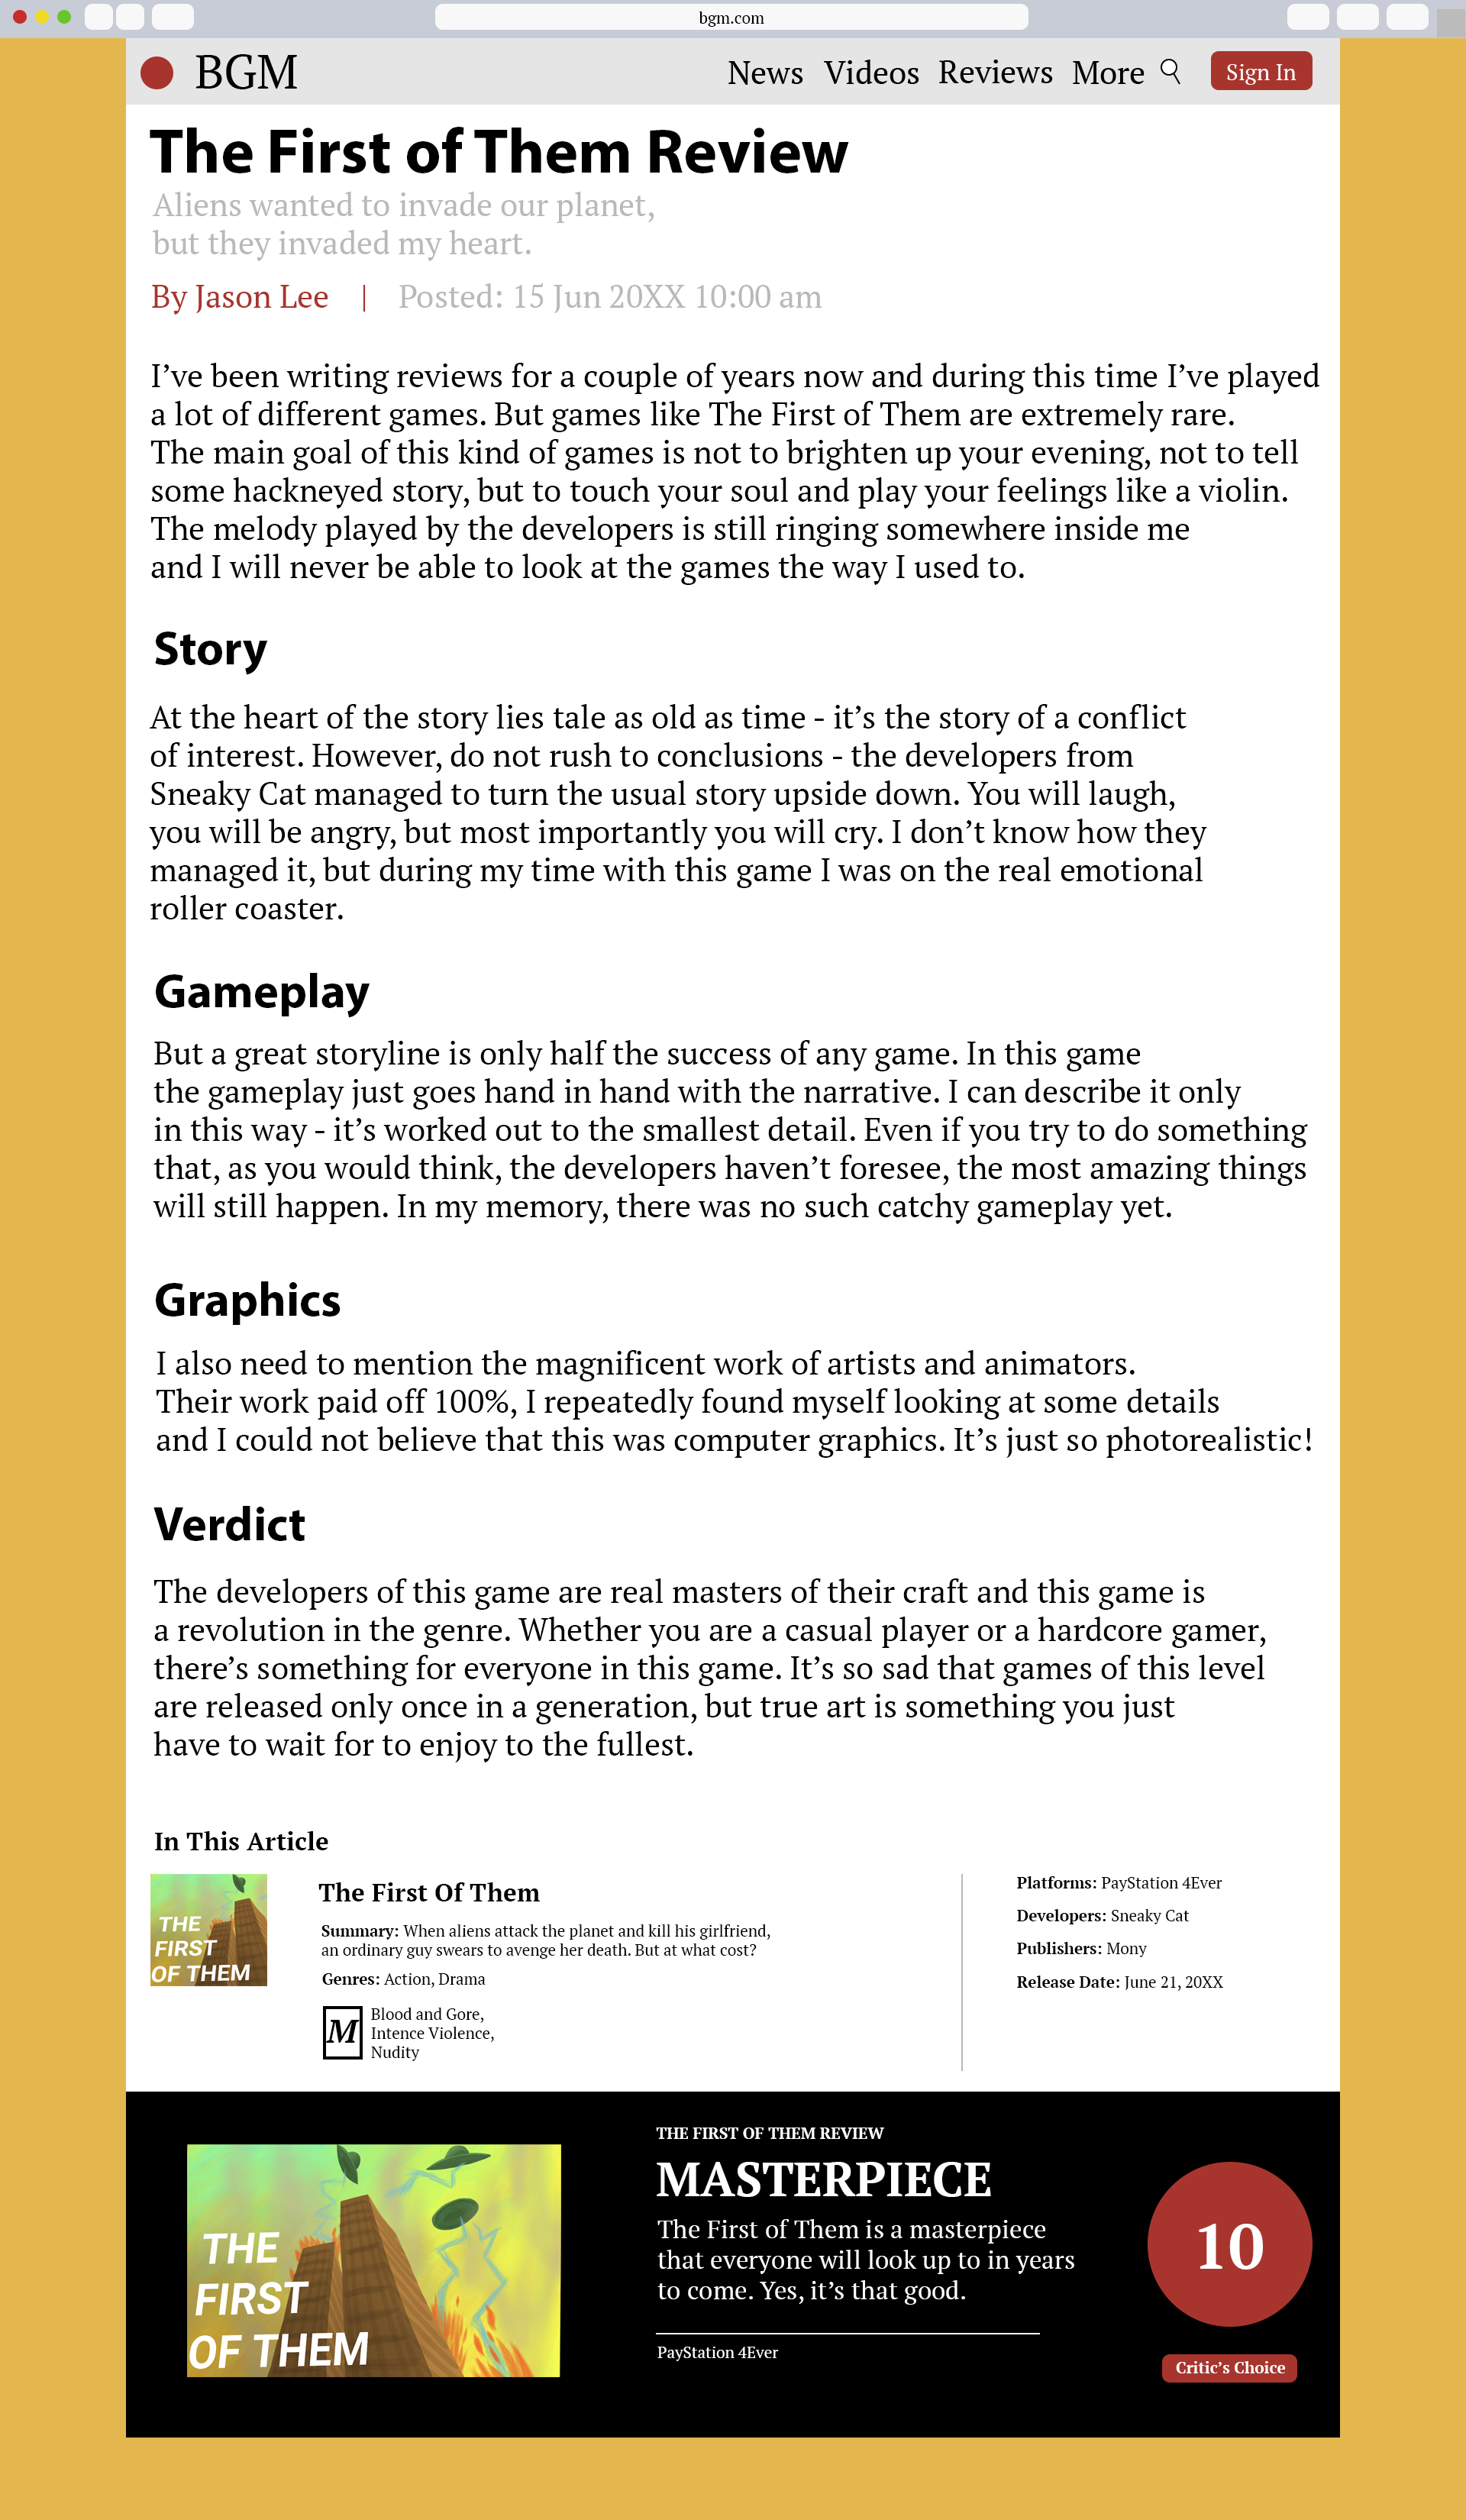 bgm.com
BGM
News Videos Reviews More
Sign In
The First of Them Review
Aliens wanted to invade our planet,
but they invaded my heart.
By Jason Lee | Posted: 15 Jun 20XX 10:00 am
I’ve been writing reviews for a couple of years now and during this time I’ve played
a lot of different games. But games like The First of Them are extremely rare.
The main goal of this kind of games is not to brighten up your evening, not to tell
some hackneyed story, but to touch your soul and play your feelings like a violin.
The melody played by the developers is still ringing somewhere inside me
and I will never be able to look at the games the way I used to.
Story
At the heart of the story lies tale as old as time - it’s the story of a conflict
of interest. However, do not rush to conclusions - the developers from
Sneaky Cat managed to turn the usual story upside down. You will laugh,
you will be angry, but most importantly you will cry. I don’t know how they
managed it, but during my time with this game I was on the real emotional
roller coaster.
Gameplay
But a great storyline is only half the success of any game. In this game
the gameplay just goes hand in hand with the narrative. I can describe it only
in this way - it’s worked out to the smallest detail. Even if you try to do something
that, as you would think, the developers haven’t foresee, the most amazing things
will still happen. In my memory, there was no such catchy gameplay yet.
Graphics
I also need to mention the magnificent work of artists and animators.
Their work paid off 100%, I repeatedly found myself looking at some details
and I could not believe that this was computer graphics. It’s just so photorealistic!
Verdict
The developers of this game are real masters of their craft and this game is
a revolution in the genre. Whether you are a casual player or a hardcore gamer,
there’s something for everyone in this game. It’s so sad that games of this level
are released only once in a generation, but true art is something you just
have to wait for to enjoy to the fullest.
In This Article
THE
FIRST
OF THEM
The First Of Them
Summary: When aliens attack the planet and kill his girlfriend,
an ordinary guy swears to avenge her death. But at what cost?
Genres: Action, Drama
M
Blood and Gore,
Intence Violence,
Nudity
Platforms: PayStation 4Ever
Developers: Sneaky Cat
Publishers: Mony
Release Date: June 21, 20XX
THE
FIRST
OF THEM
THE FIRST OF THEM REVIEW
MASTERPIECE
The First of Them is a masterpiece
that everyone will look up to in years
to come. Yes, it’s that good.
PayStation 4Ever
10
Critic’s Choice